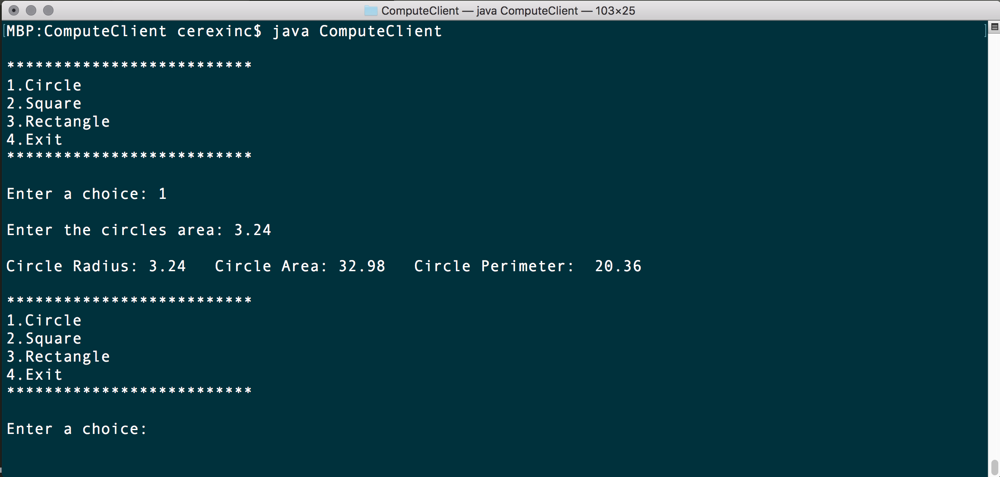 ComputeClient — java ComputeClient — 103×25
[MBP:ComputeClient cerexinc$ java ComputeClient ]
**************************
1.Circle
2.Square
3.Rectangle
4.Exit
**************************
Enter a choice: 1
Enter the circles area: 3.24
Circle Radius: 3.24   Circle Area: 32.98   Circle Perimeter:  20.36
**************************
1.Circle
2.Square
3.Rectangle
4.Exit
**************************
Enter a choice: